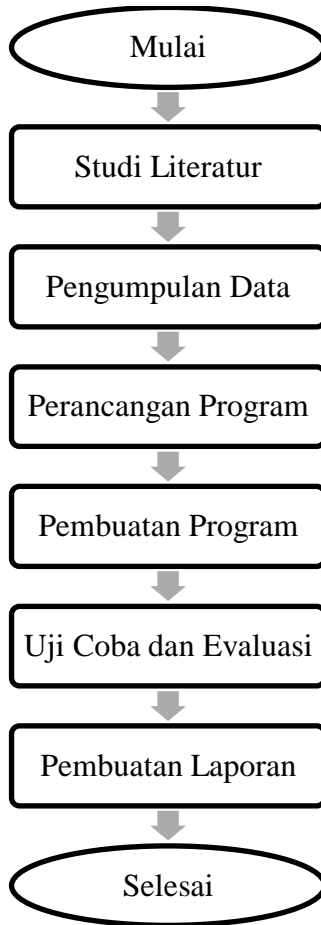 Mulai
Studi Literatur
Pengumpulan Data
Perancangan Program
Pembuatan Program
Uji Coba dan Evaluasi
Pembuatan Laporan
Selesai